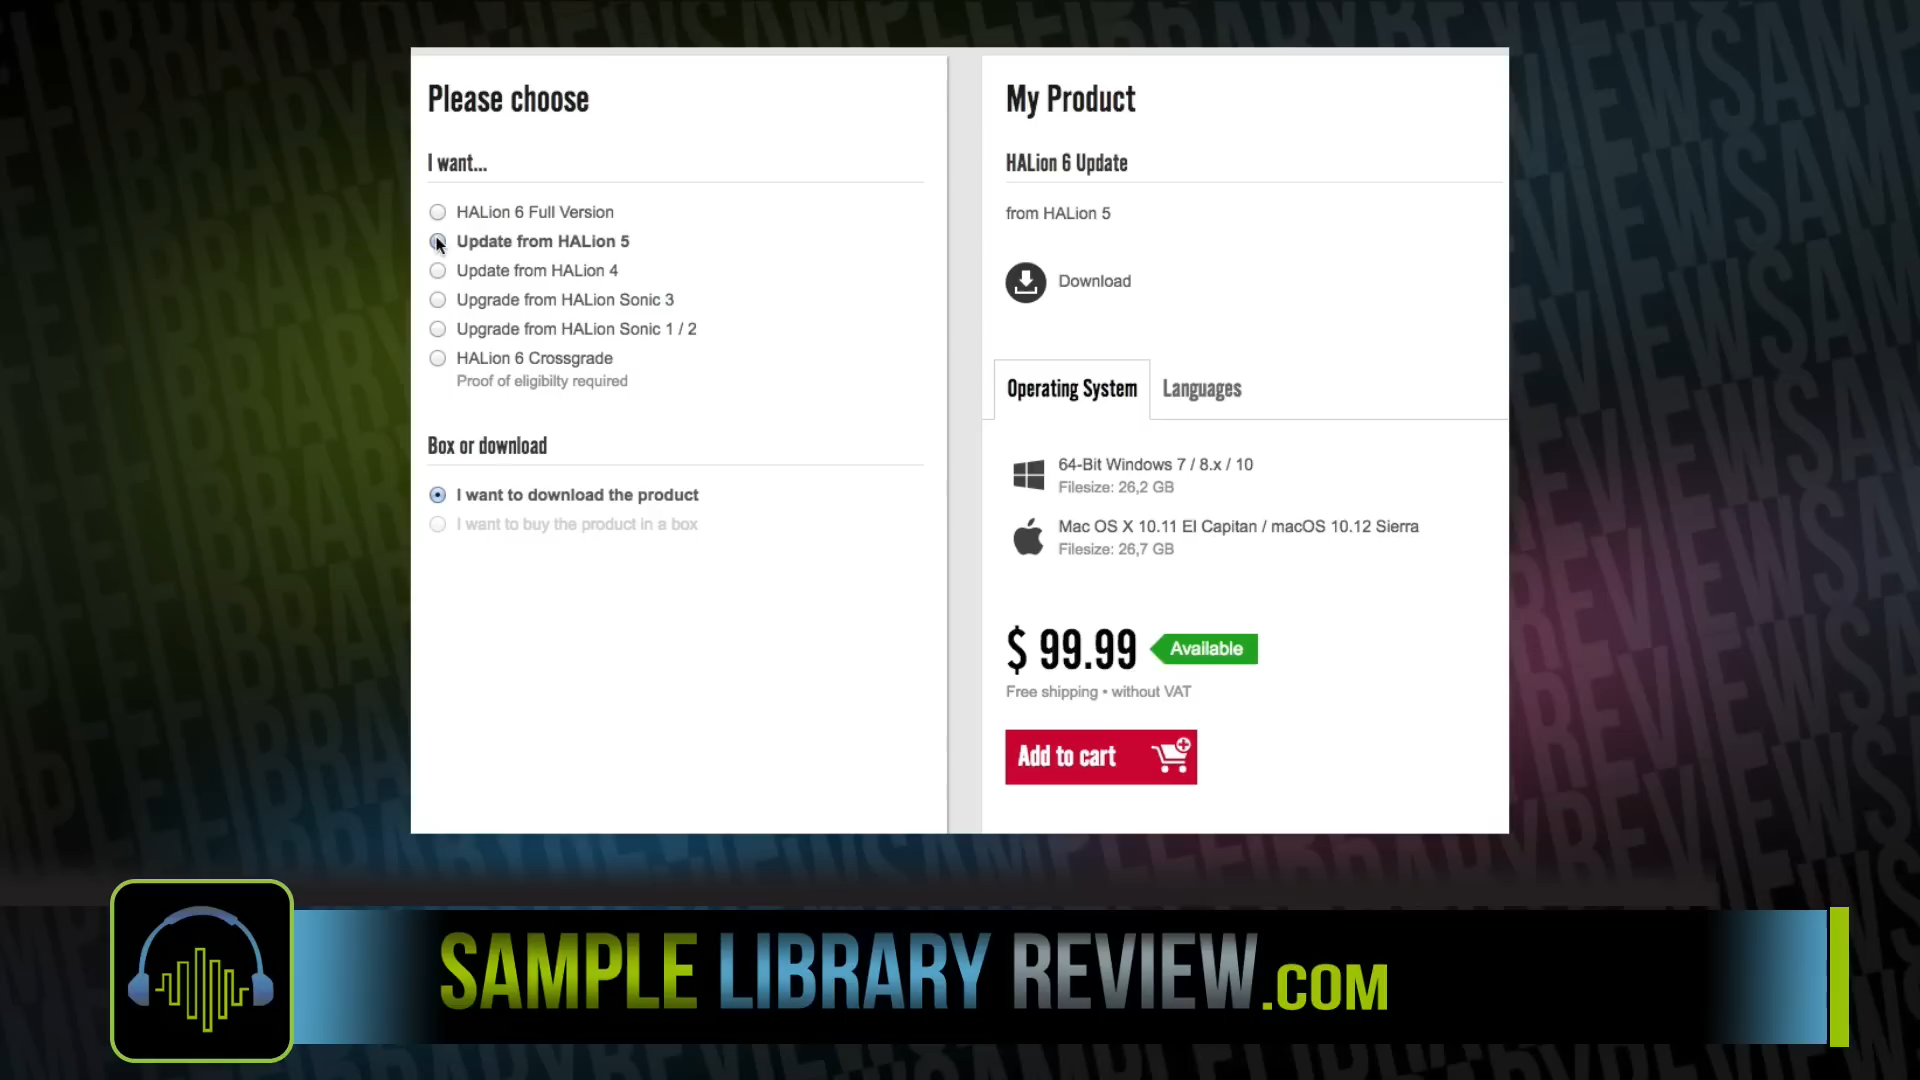 Please choose
I want...
HALion 6 Full Version
Update from HALion 5
Update from HALion 4
Upgrade from HALion Sonic 3
Upgrade from HALion Sonic 1 / 2
HALion 6 Crossgrade
Proof of eligibilty required
Box or download
I want to download the product
I want to buy the product in a box
My Product
HALion 6 Update
from HALion 5
Download
Operating System Languages
64-Bit Windows 7 / 8.x / 10
Filesize: 26,2 GB
Mac OS X 10.11 El Capitan / macOS 10.12 Sierra
Filesize: 26,7 GB
$ 99.99 Available
Free shipping • without VAT
Add to cart
SAMPLE LIBRARY REVIEW.COM